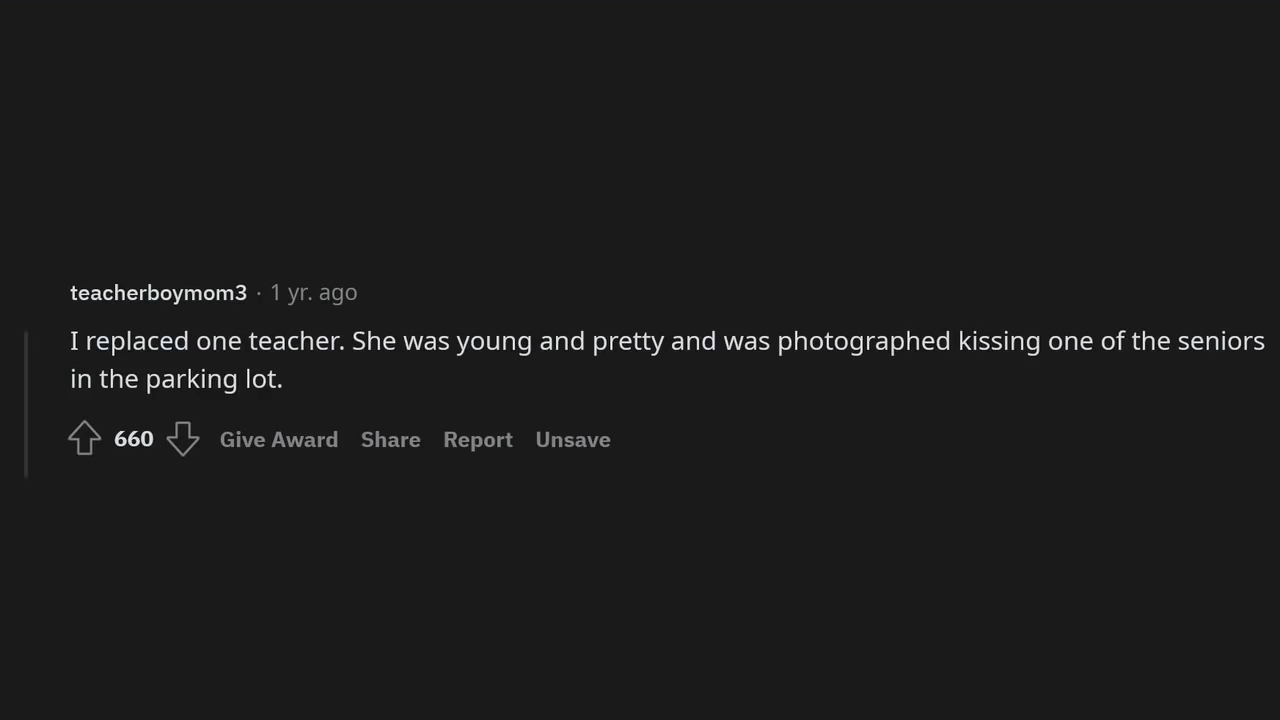 teacherboymom3 · 1 yr. ago
I replaced one teacher. She was young and pretty and was photographed kissing one of the seniors
in the parking lot.
660 Give Award Share Report Unsave